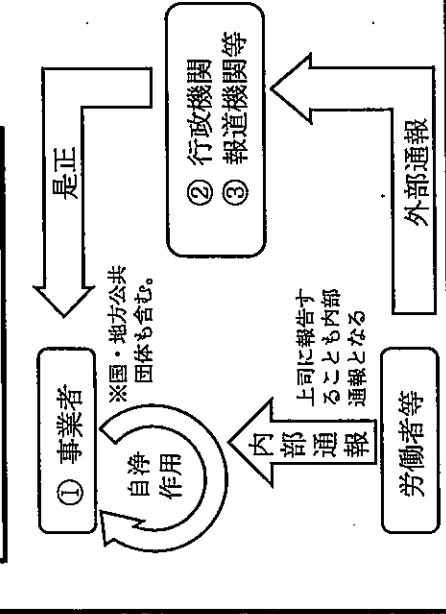 ① 事業者
※国・地方公共
団体も含む。
自浄
作用
是正
② 行政機関
③ 報道機関等
内部通報
上司に報告す
ることも内部
通報となる
労働者等
外部通報